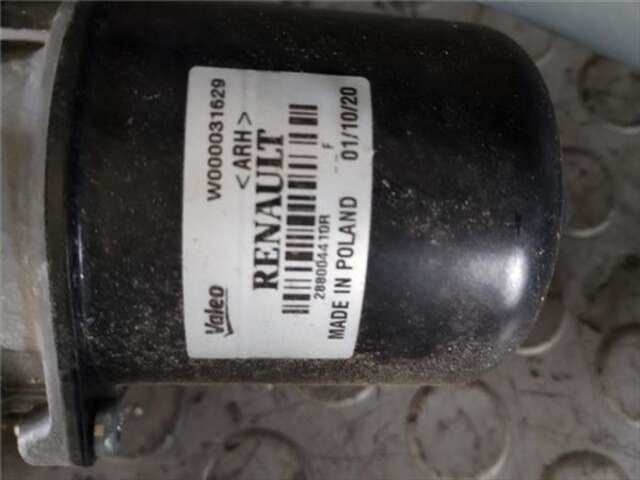 Valeo W000031629
<ARH>
RENAULT
288004410R F
MADE IN POLAND 01/10/20